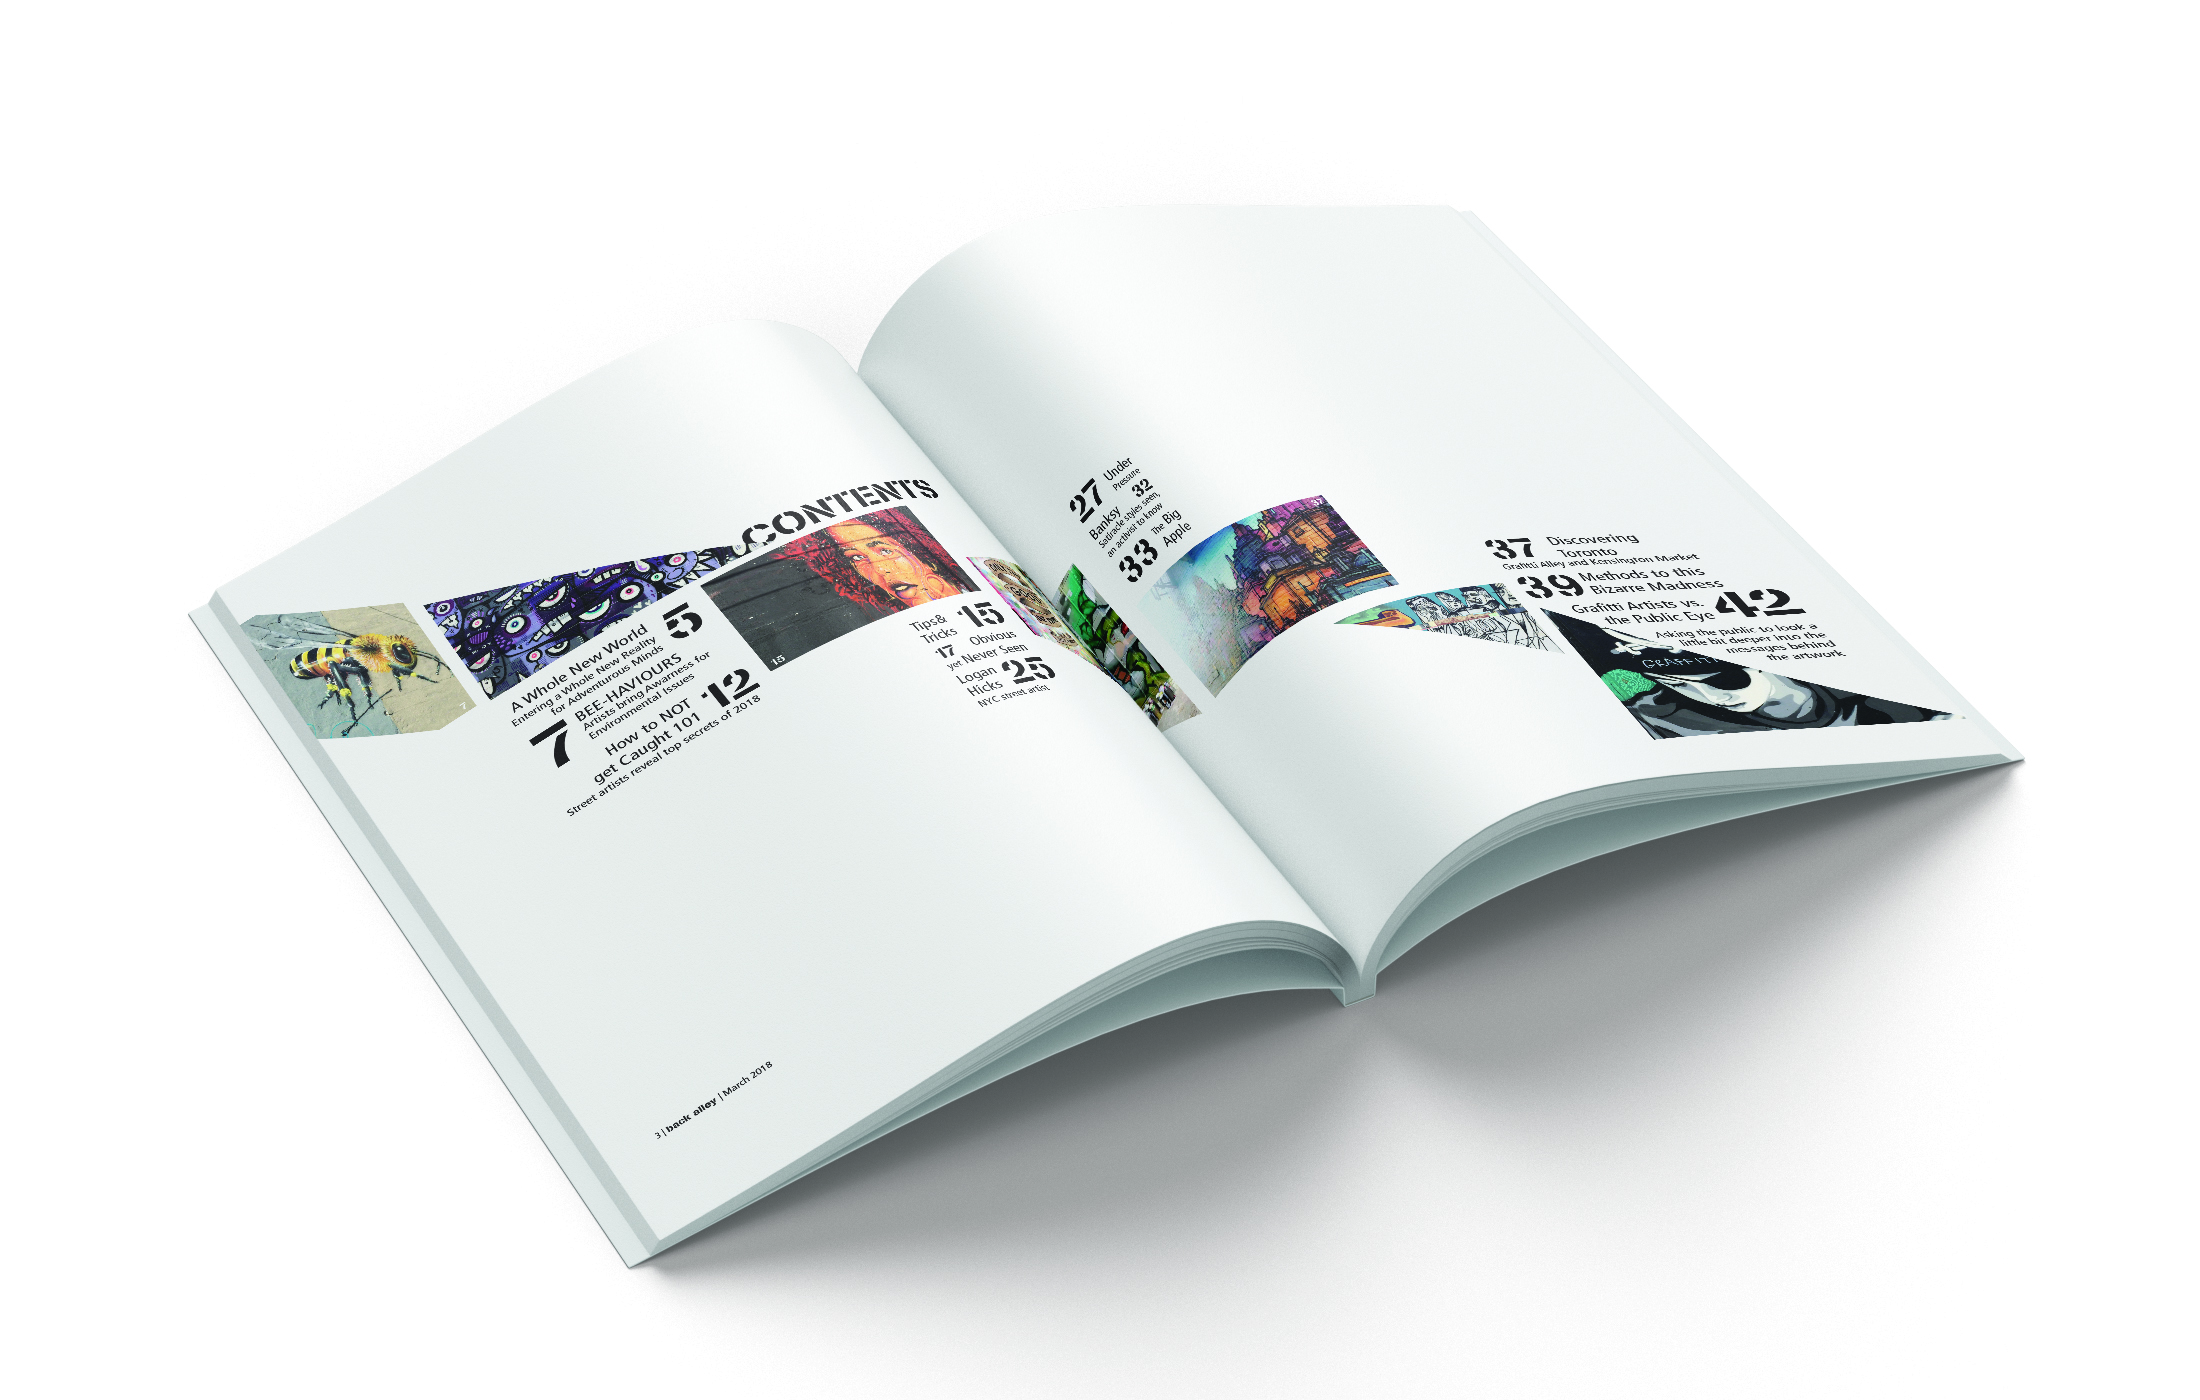 CONTENTS
5
A Whole New World
Entering a Whole New Reality
for Adventurous Minds
7
BEE-HAVIOURS
Artists bring Awarness for
Environmental Issues
12
How to NOT
get Caught 101
Street artists reveal top secrets of 2018
7
15
Tips&
Tricks
15
17
Obvious
yet Never Seen
Logan
Hicks
25
NYC street artist
3 | back alley | March 2018
27
Under
Pressure
32
Banksy
Satiracle styles seen,
an activist to know
33
The Big
Apple
37
37
Discovering
Toronto
Grafitti Alley and Kensington Market
39
Methods to this
Bizarre Madness
Grafitti Artists vs.
the Public Eye
42
Asking the public to look a
little bit deeper into the
messages behind
the artwork
GRAFFITI